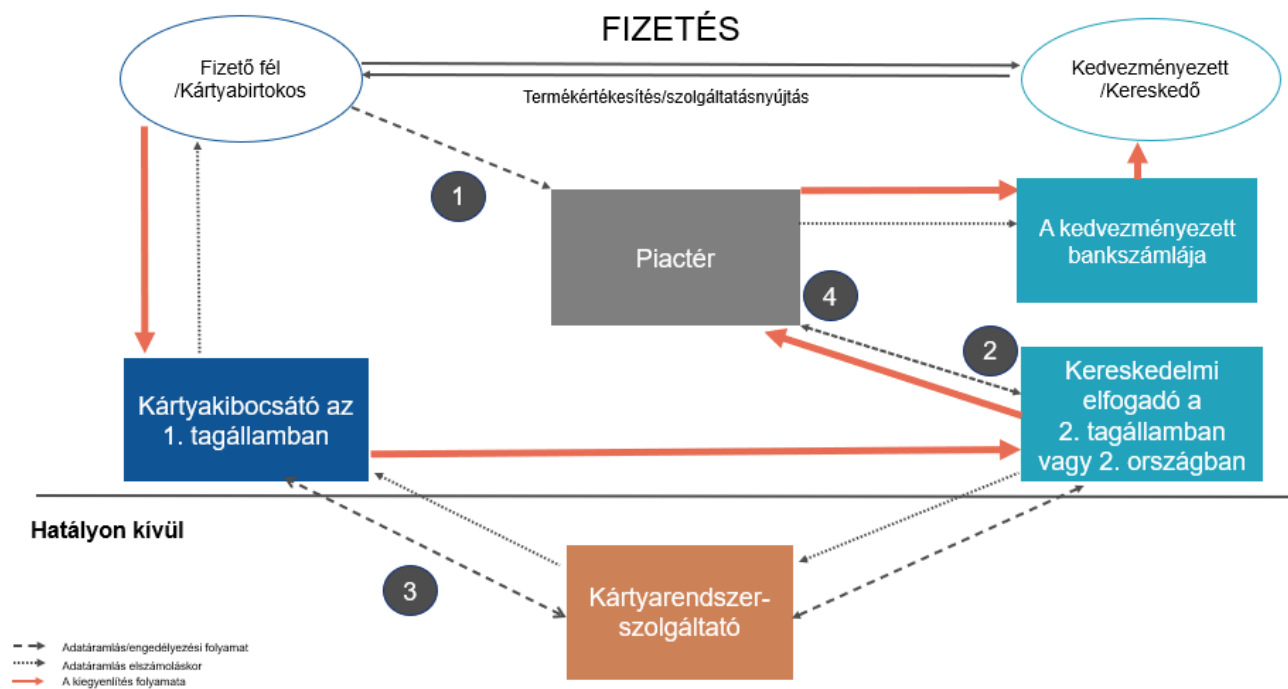 FIZETÉS
Fizető fél
/Kártyabirtokos
Kedvezményezett
/Kereskedő
Termékértékesítés/szolgáltatásnyújtás
1
Piactér
A kedvezményezett
bankszámlája
4
2
Kártyakibocsátó az
1. tagállamban
Kereskedelmi
elfogadó a
2. tagállamban
vagy 2. országban
Hatályon kívül
3
Kártyarendszer-
szolgáltató
Adatáramlás/engedélyezési folyamat
Adatáramlás elszámoláskor
A kiegyenlítés folyamata